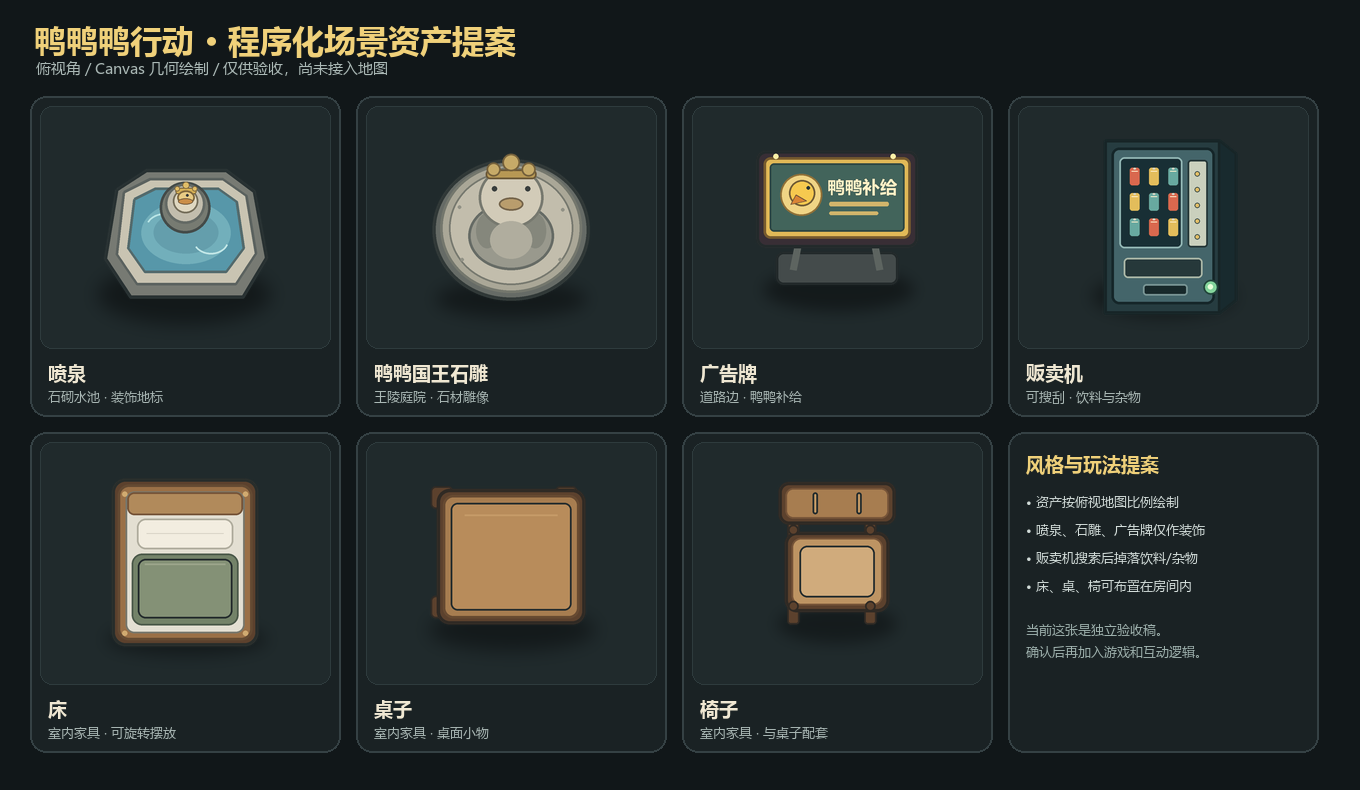 鸭鸭鸭行动 · 程序化场景资产提案
俯视角 / Canvas 几何绘制 / 仅供验收，尚未接入地图
鸭鸭补给
喷泉
石砌水池 · 装饰地标
鸭鸭国王石雕
王陵庭院 · 石材雕像
广告牌
道路边 · 鸭鸭补给
贩卖机
可搜刮 · 饮料与杂物
床
室内家具 · 可旋转摆放
桌子
室内家具 · 桌面小物
椅子
室内家具 · 与桌子配套
风格与玩法提案
• 资产按俯视地图比例绘制
• 喷泉、石雕、广告牌仅作装饰
• 贩卖机搜索后掉落饮料/杂物
• 床、桌、椅可布置在房间内
当前这张是独立验收稿。
确认后再加入游戏和互动逻辑。